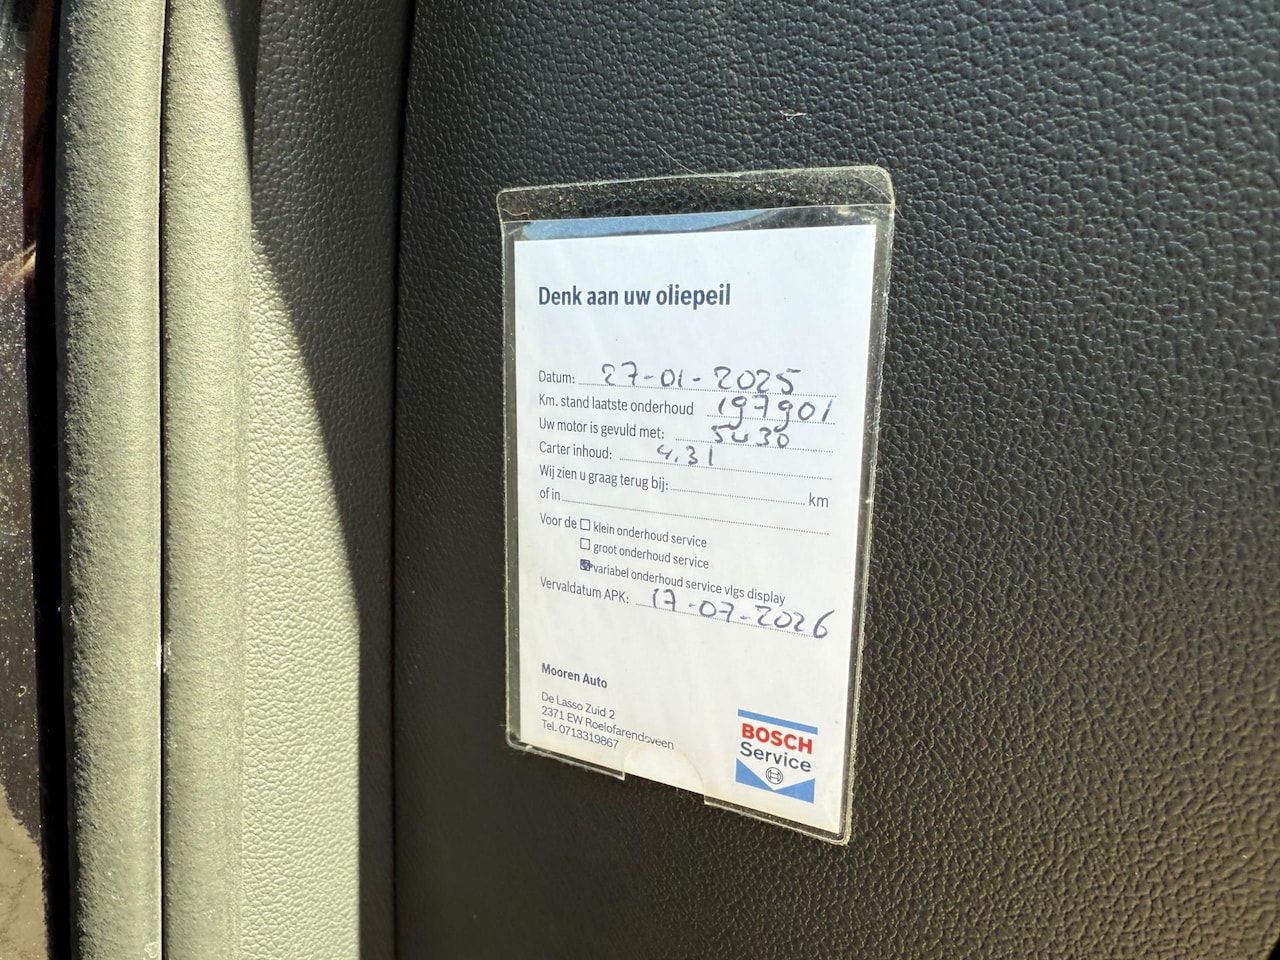 Denk aan uw oliepeil
Datum: 27-01-2025
Km. stand laatste onderhoud 197901
Uw motor is gevuld met: 5W30
Carter inhoud: 4,3l
Wij zien u graag terug bij: km
of in
Voor de klein onderhoud service
groot onderhoud service
variabel onderhoud service vlgs display
Vervaldatum APK: 17-07-2026
Mooren Auto
De Lasso Zuid 2
2371 EW Roelofarendsveen
Tel. 0713319867
BOSCH
Service